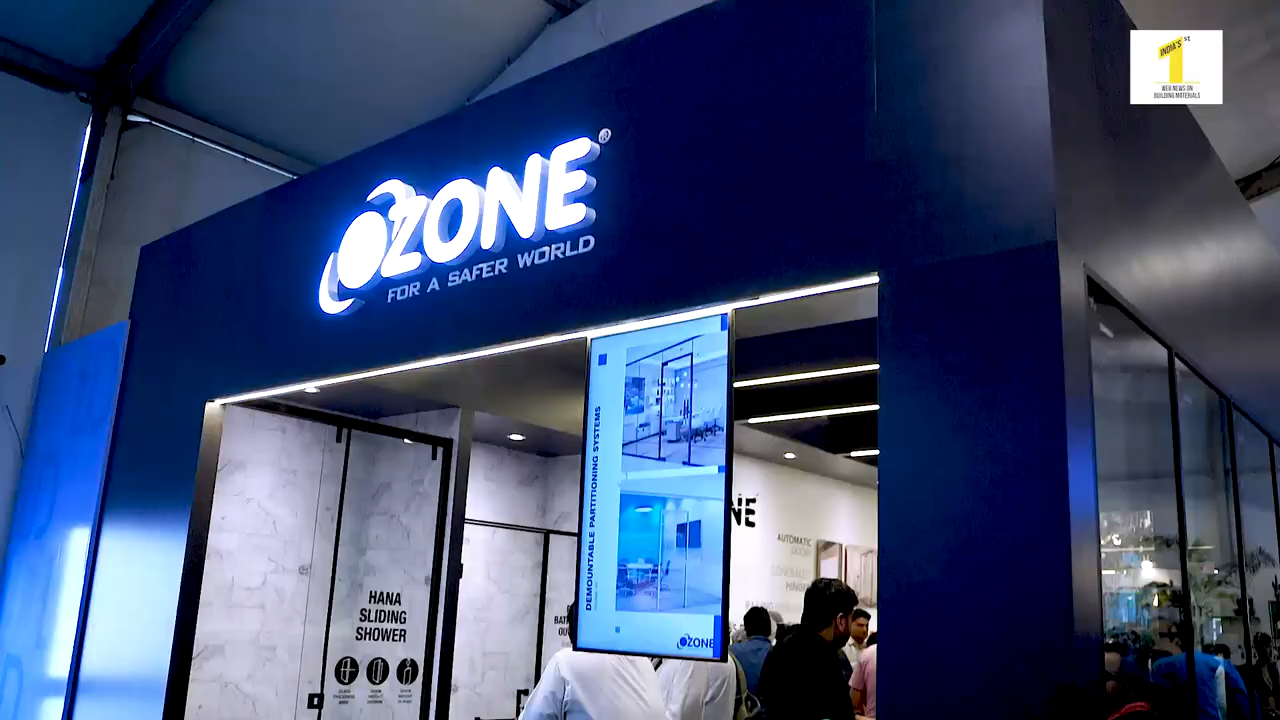 INDIA'S
1st
WEB NEWS ON
BUILDING MATERIALS
OZONE®
FOR A SAFER WORLD
DEMOUNTABLE PARTITIONING SYSTEMS
OZONE
NE
AUTOMATIC
DOOR
HANA
SLIDING
SHOWER